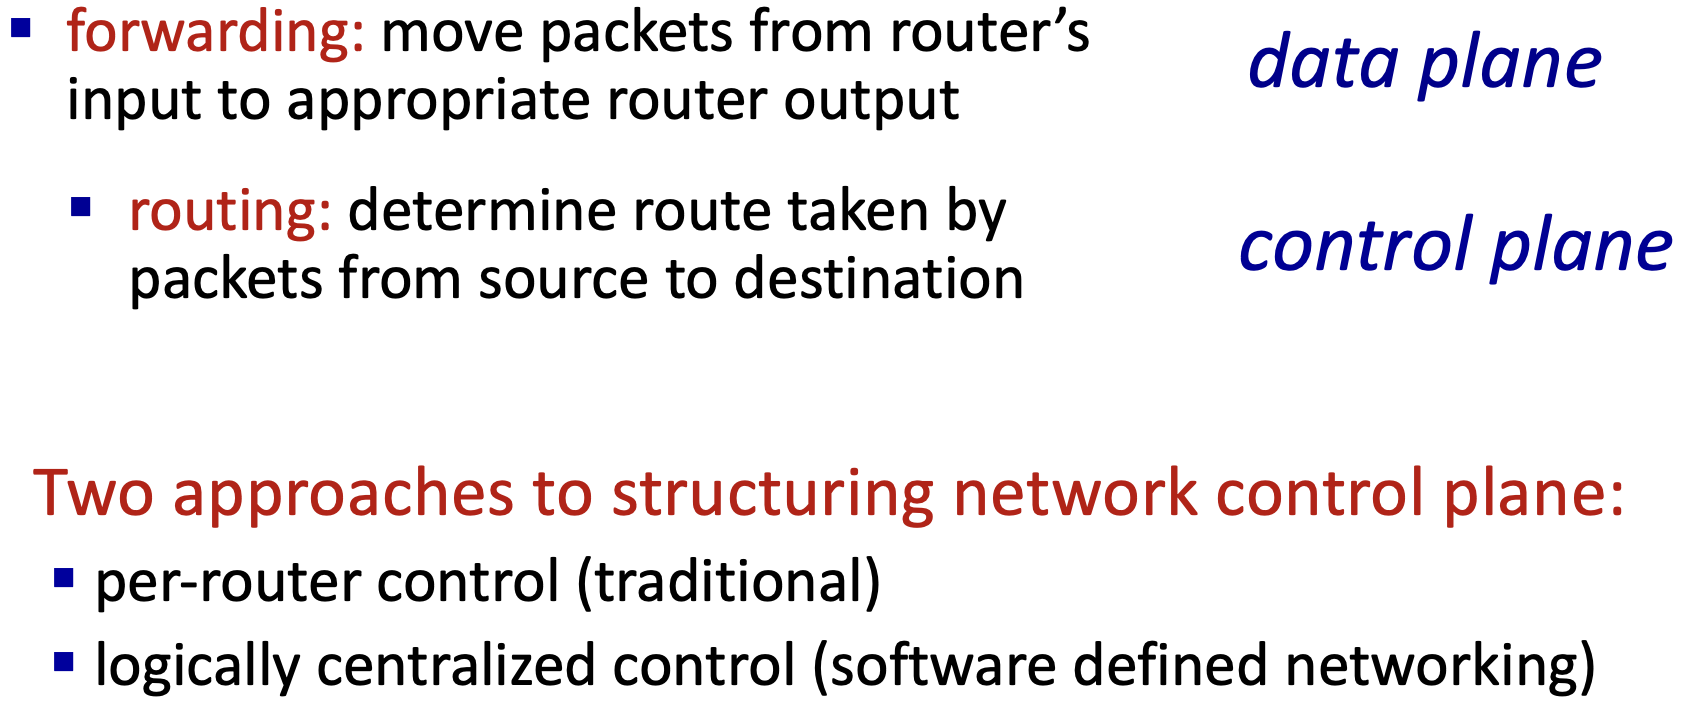 ▪ forwarding: move packets from router’s
input to appropriate router output
data plane
▪ routing: determine route taken by
packets from source to destination
control plane
Two approaches to structuring network control plane:
▪ per-router control (traditional)
▪ logically centralized control (software defined networking)